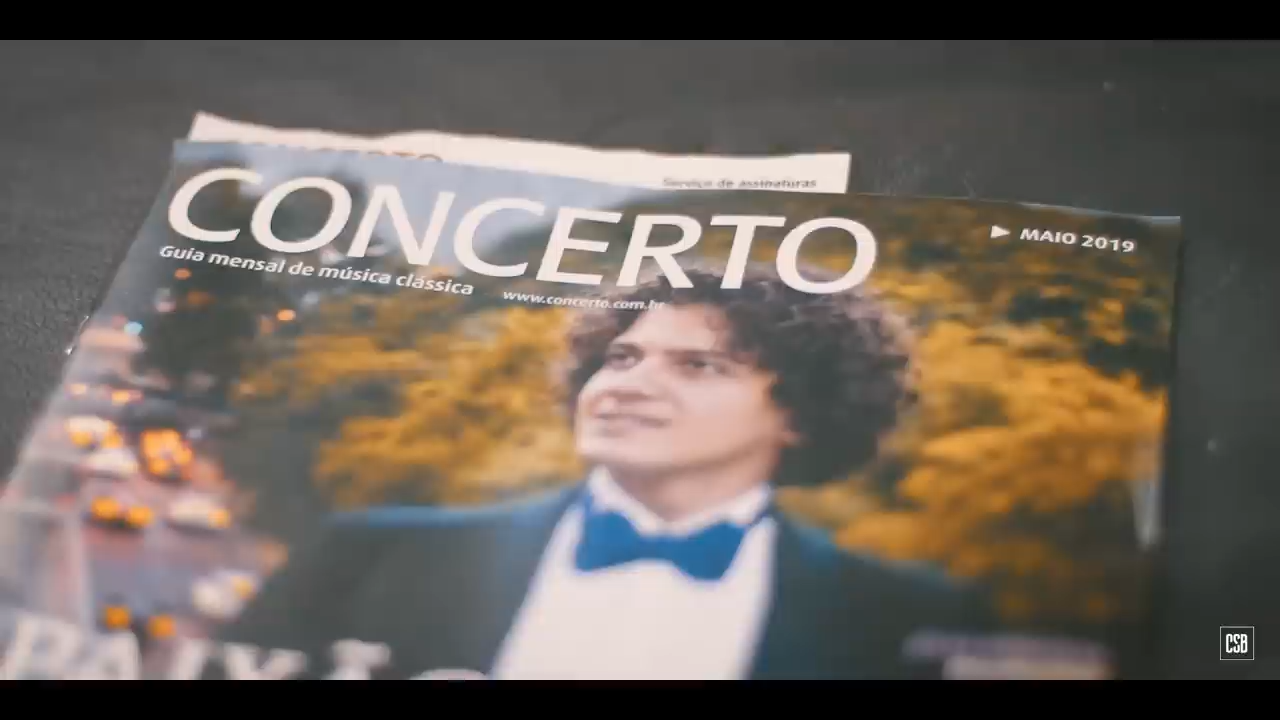 Serviço de assinaturas
CONCERTO
▶ MAIO 2019
Guia mensal de música clássica
www.concerto.com.br
CSB